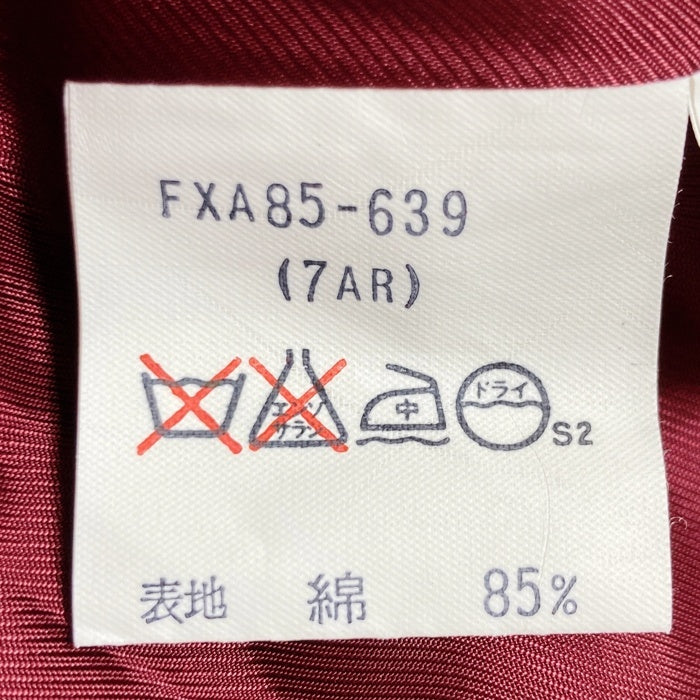 FXA85-639
(7AR)
エンソ
サラシ
中
ドライ
S2
表地 綿 85%